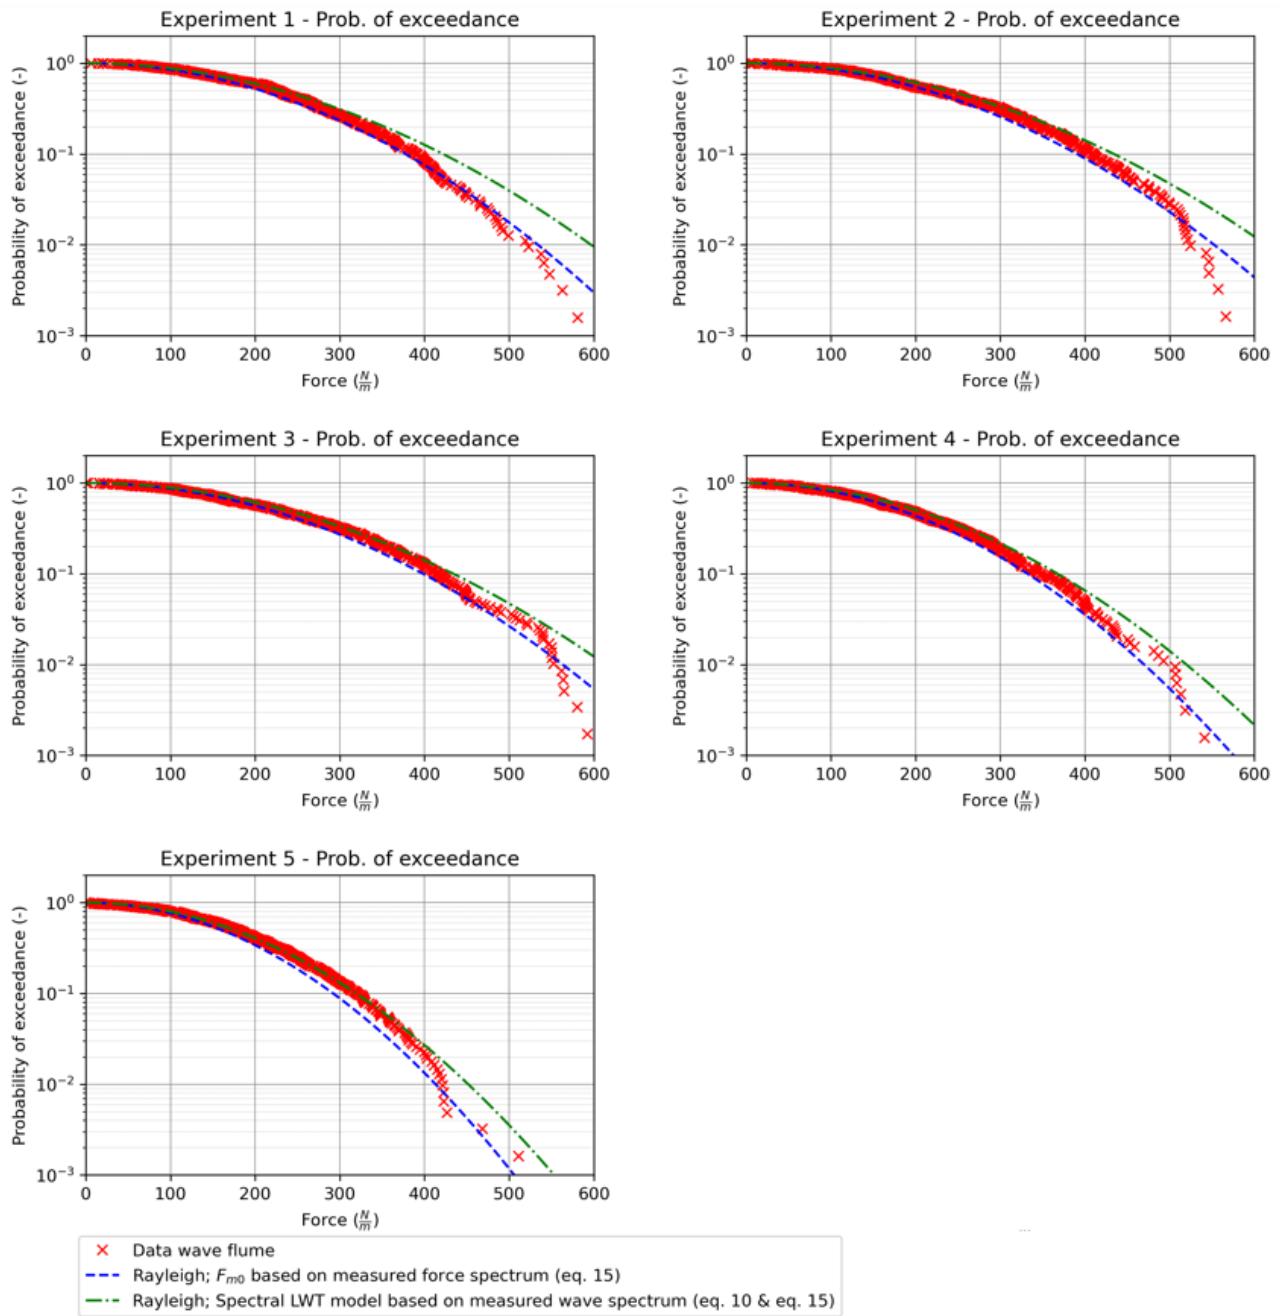 Experiment 1 - Prob. of exceedance
Probability of exceedance (-)
10^0
10^-1
10^-2
10^-3
0 100 200 300 400 500 600
Force (N/m)
Experiment 2 - Prob. of exceedance
Probability of exceedance (-)
10^0
10^-1
10^-2
10^-3
0 100 200 300 400 500 600
Force (N/m)
Experiment 3 - Prob. of exceedance
Probability of exceedance (-)
10^0
10^-1
10^-2
10^-3
0 100 200 300 400 500 600
Force (N/m)
Experiment 4 - Prob. of exceedance
Probability of exceedance (-)
10^0
10^-1
10^-2
10^-3
0 100 200 300 400 500 600
Force (N/m)
Experiment 5 - Prob. of exceedance
Probability of exceedance (-)
10^0
10^-1
10^-2
10^-3
0 100 200 300 400 500 600
Force (N/m)
...
Data wave flume
Rayleigh; F_m0 based on measured force spectrum (eq. 15)
Rayleigh; Spectral LWT model based on measured wave spectrum (eq. 10 & eq. 15)